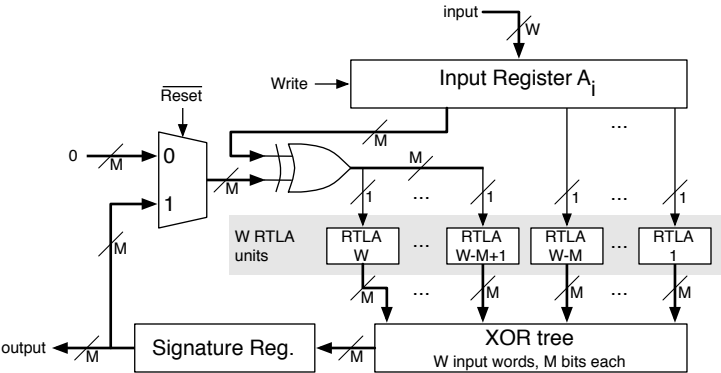 input
W
Write
Input Register Ai
Reset
M
...
0
M
0
M
M
1
1
...
1
1
...
1
M
W RTLA
units
RTLA
W
...
RTLA
W-M+1
RTLA
W-M
...
RTLA
1
M
...
M
M
...
M
output
M
Signature Reg.
M
XOR tree
W input words, M bits each